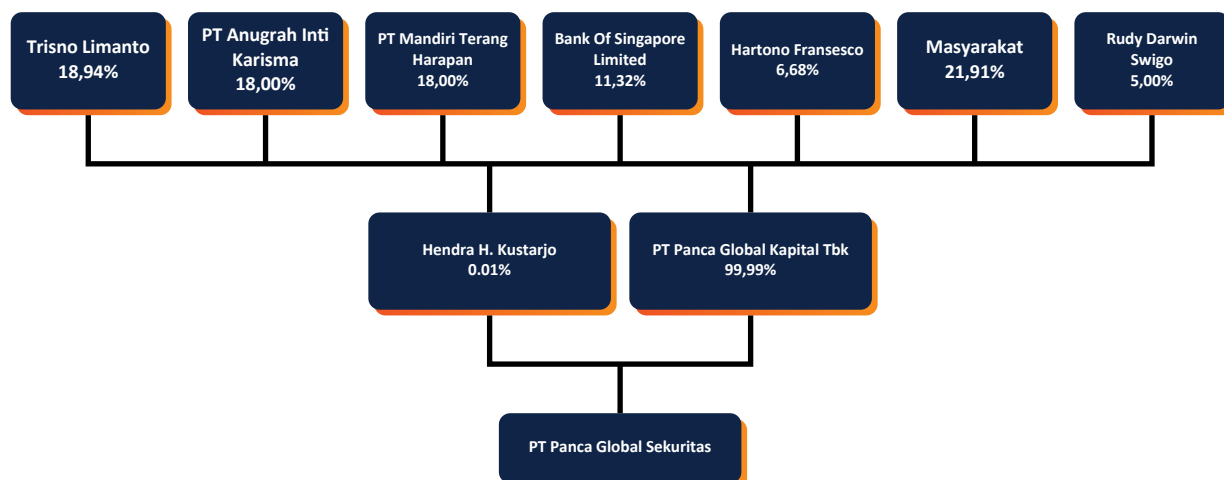 Trisno Limanto
18,94%
PT Anugrah Inti
Karisma
18,00%
PT Mandiri Terang
Harapan
18,00%
Bank Of Singapore
Limited
11,32%
Hartono Fransesco
6,68%
Masyarakat
21,91%
Rudy Darwin
Swigo
5,00%
Hendra H. Kustarjo
0.01%
PT Panca Global Kapital Tbk
99,99%
PT Panca Global Sekuritas